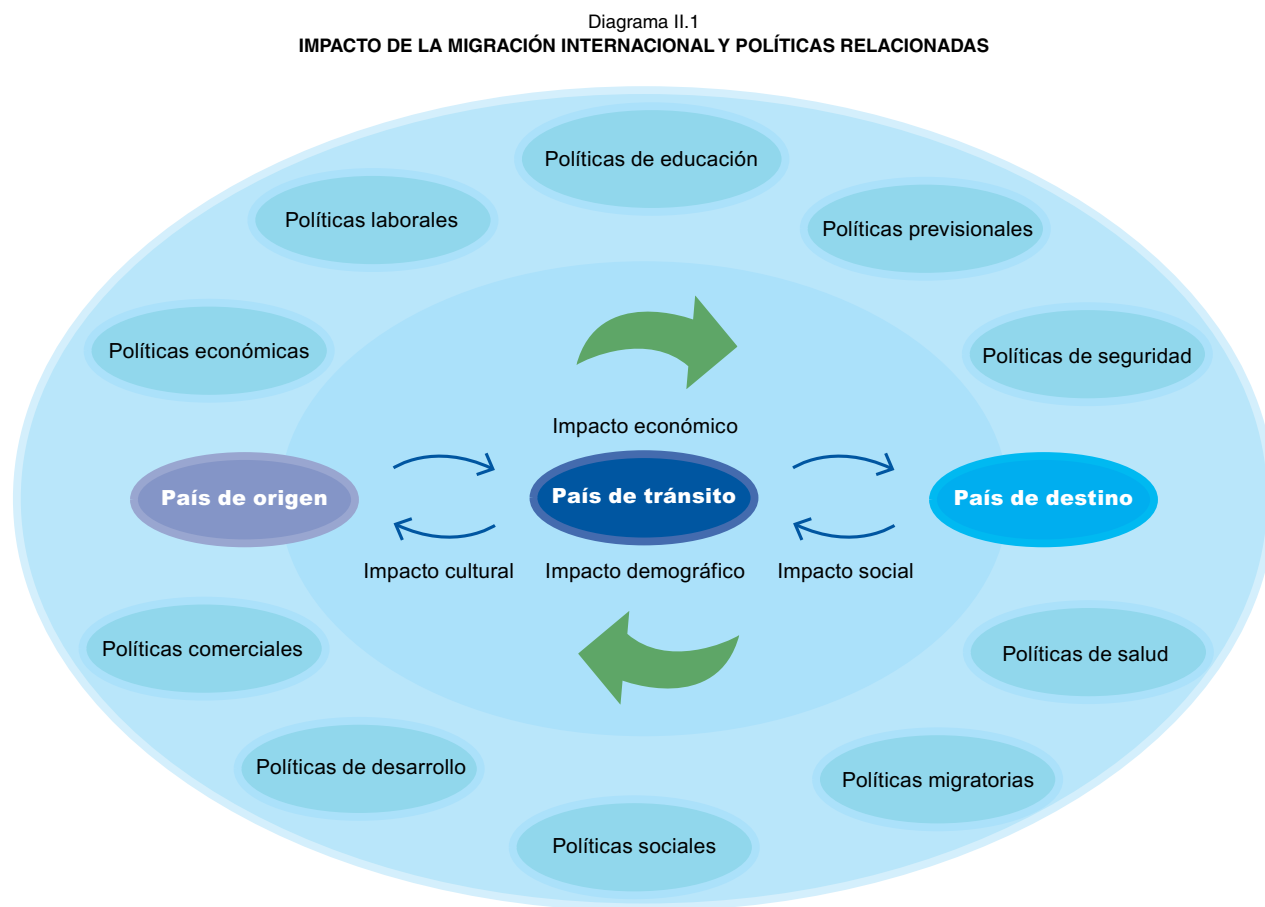 Diagrama II.1
IMPACTO DE LA MIGRACIÓN INTERNACIONAL Y POLÍTICAS RELACIONADAS
Políticas de educación
Políticas laborales
Políticas previsionales
Políticas económicas
Políticas de seguridad
Impacto económico
País de origen
País de tránsito
País de destino
Impacto cultural
Impacto demográfico
Impacto social
Políticas comerciales
Políticas de salud
Políticas de desarrollo
Políticas migratorias
Políticas sociales